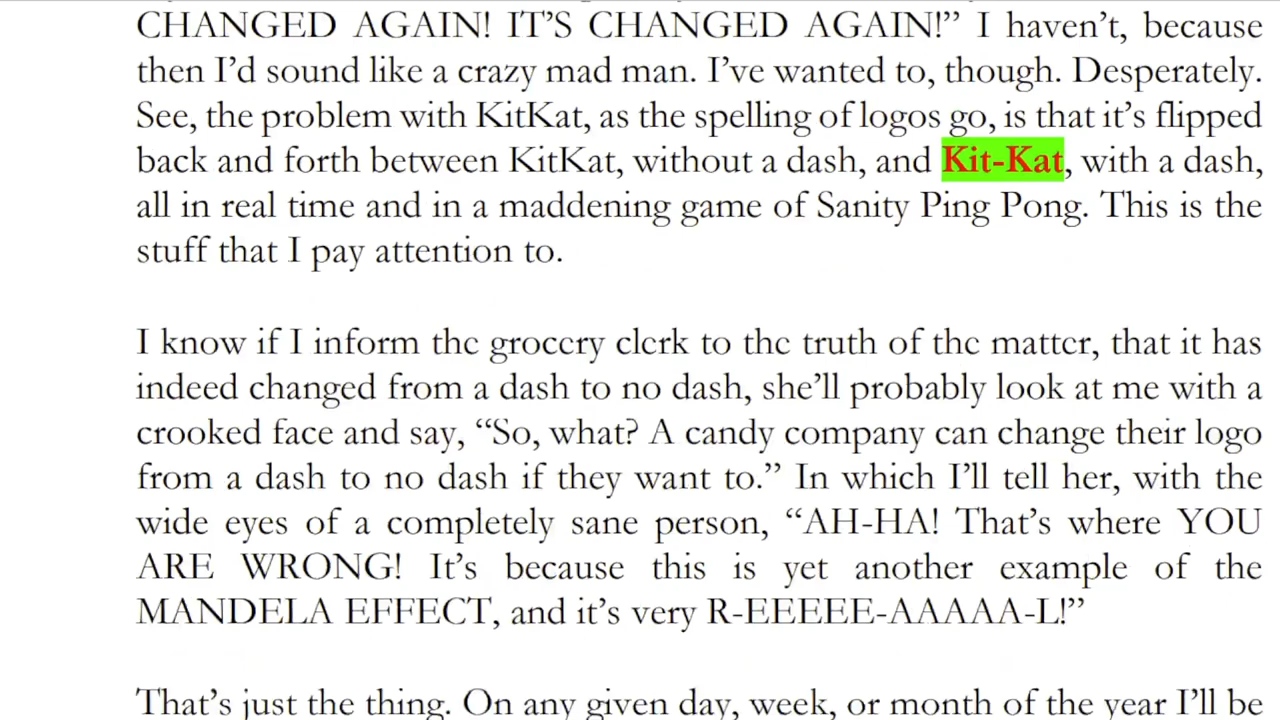 CHANGED AGAIN! IT’S CHANGED AGAIN!” I haven’t, because
then I’d sound like a crazy mad man. I’ve wanted to, though. Desperately.
See, the problem with KitKat, as the spelling of logos go, is that it’s flipped
back and forth between KitKat, without a dash, and Kit-Kat, with a dash,
all in real time and in a maddening game of Sanity Ping Pong. This is the
stuff that I pay attention to.
I know if I inform the grocery clerk to the truth of the matter, that it has
indeed changed from a dash to no dash, she’ll probably look at me with a
crooked face and say, “So, what? A candy company can change their logo
from a dash to no dash if they want to.” In which I’ll tell her, with the
wide eyes of a completely sane person, “AH-HA! That’s where YOU
ARE WRONG! It’s because this is yet another example of the
MANDELA EFFECT, and it’s very R-EEEEE-AAAAA-L!”
That’s just the thing. On any given day, week, or month of the year I’ll be